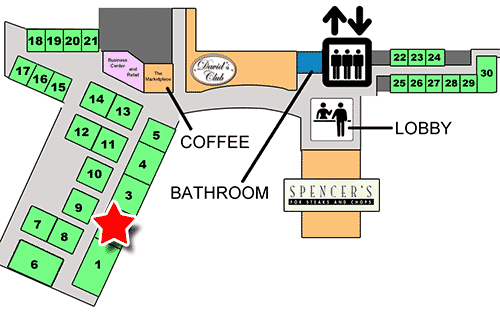 18 19 20 21
Business
Center
and
Retail
The
Marketplace
David's
Club
22 23 24
25 26 27 28 29
30
17 16 15
14 13
12 11
10
9
7 8
6
5
4
3
1
COFFEE
BATHROOM
LOBBY
SPENCER'S
FOR STEAKS AND CHOPS